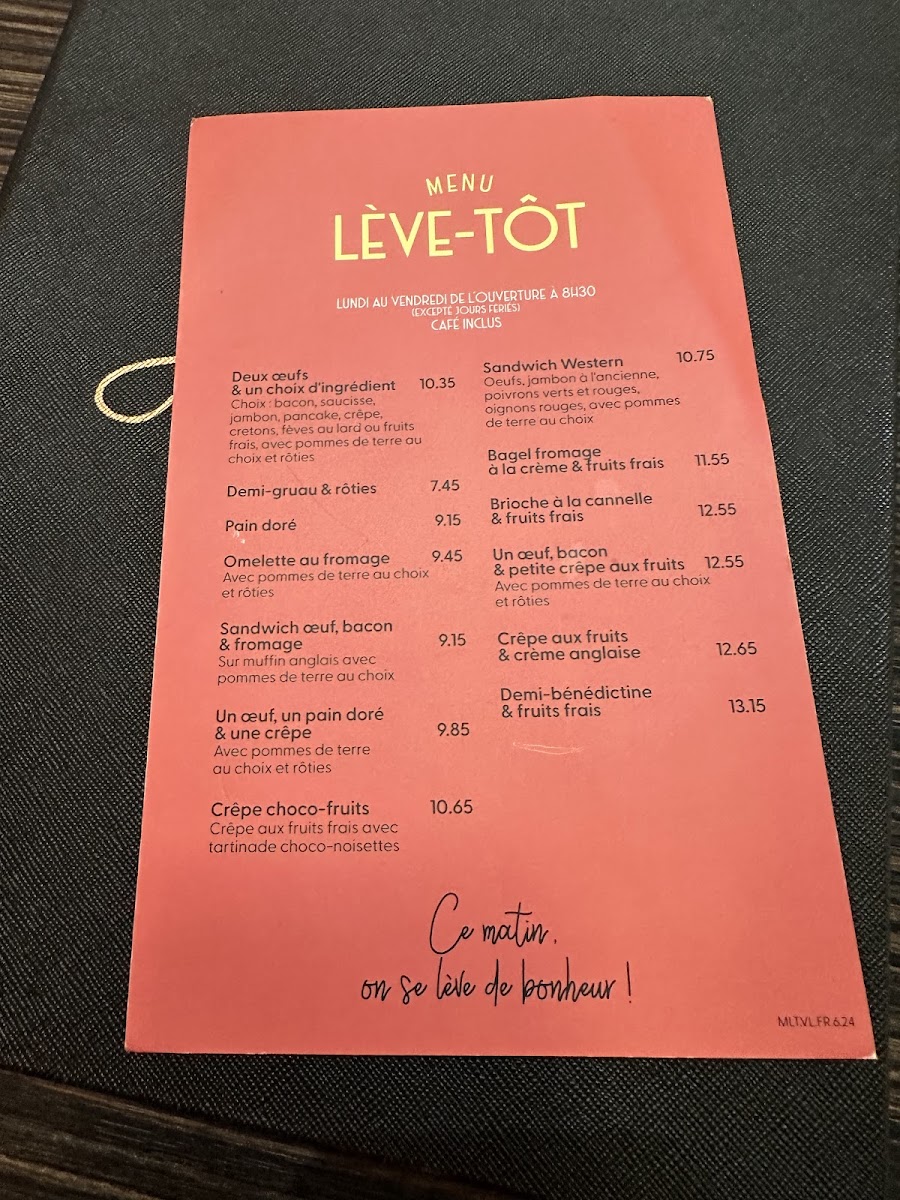 MENU
LÈVE-TÔT
LUNDI AU VENDREDI DE L'OUVERTURE À 8H30
(EXCEPTÉ JOURS FÉRIÉS)
CAFÉ INCLUS
Deux œufs
& un choix d'ingrédient 10.35
Choix : bacon, saucisse,
jambon, pancake, crêpe,
cretons, fèves au lard ou fruits
frais, avec pommes de terre au
choix et rôties
Demi-gruau & rôties 7.45
Pain doré 9.15
Omelette au fromage 9.45
Avec pommes de terre au choix
et rôties
Sandwich œuf, bacon
& fromage 9.15
Sur muffin anglais avec
pommes de terre au choix
Un œuf, un pain doré
& une crêpe 9.85
Avec pommes de terre
au choix et rôties
Crêpe choco-fruits 10.65
Crêpe aux fruits frais avec
tartinade choco-noisettes
Sandwich Western 10.75
Oeufs, jambon à l'ancienne,
poivrons verts et rouges,
oignons rouges, avec pommes
de terre au choix
Bagel fromage
à la crème & fruits frais 11.55
Brioche à la cannelle
& fruits frais 12.55
Un œuf, bacon
& petite crêpe aux fruits 12.55
Avec pommes de terre au choix
et rôties
Crêpe aux fruits
& crème anglaise 12.65
Demi-bénédictine
& fruits frais 13.15
Ce matin,
on se lève de bonheur !
MLT.VL.FR.6.24